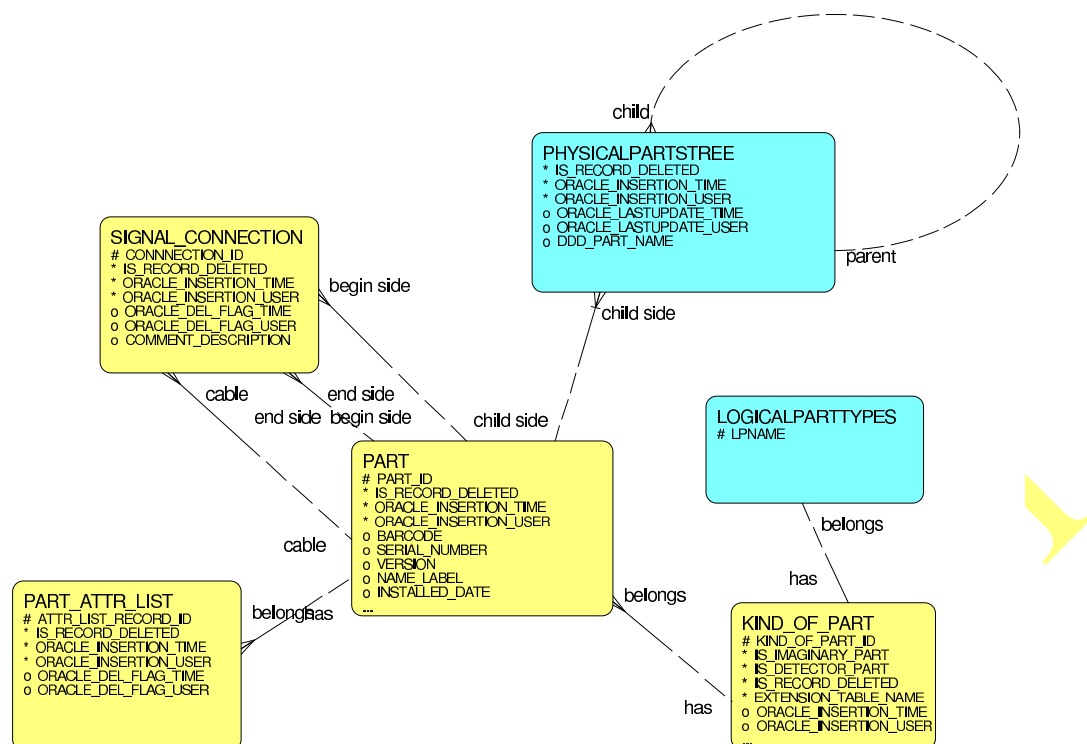 child
PHYSICALPARTSTREE
* IS_RECORD_DELETED
* ORACLE_INSERTION_TIME
* ORACLE_INSERTION_USER
o ORACLE_LASTUPDATE_TIME
o ORACLE_LASTUPDATE_USER
o DDD_PART_NAME
parent
child side
SIGNAL_CONNECTION
# CONNNECTION_ID
* IS_RECORD_DELETED
* ORACLE_INSERTION_TIME
* ORACLE_INSERTION_USER
o ORACLE_DEL_FLAG_TIME
o ORACLE_DEL_FLAG_USER
o COMMENT_DESCRIPTION
begin side
cable
end side
end side
begin side
child side
LOGICALPARTTYPES
# LPNAME
belongs
has
PART
# PART_ID
* IS_RECORD_DELETED
* ORACLE_INSERTION_TIME
* ORACLE_INSERTION_USER
o BARCODE
o SERIAL_NUMBER
o VERSION
o NAME_LABEL
o INSTALLED_DATE
...
cable
belongs
has
PART_ATTR_LIST
# ATTR_LIST_RECORD_ID
* IS_RECORD_DELETED
* ORACLE_INSERTION_TIME
* ORACLE_INSERTION_USER
o ORACLE_DEL_FLAG_TIME
o ORACLE_DEL_FLAG_USER
belongs
has
KIND_OF_PART
# KIND_OF_PART_ID
* IS_IMAGINARY_PART
* IS_DETECTOR_PART
* IS_RECORD_DELETED
* EXTENSION_TABLE_NAME
o ORACLE_INSERTION_TIME
o ORACLE_INSERTION_USER
...